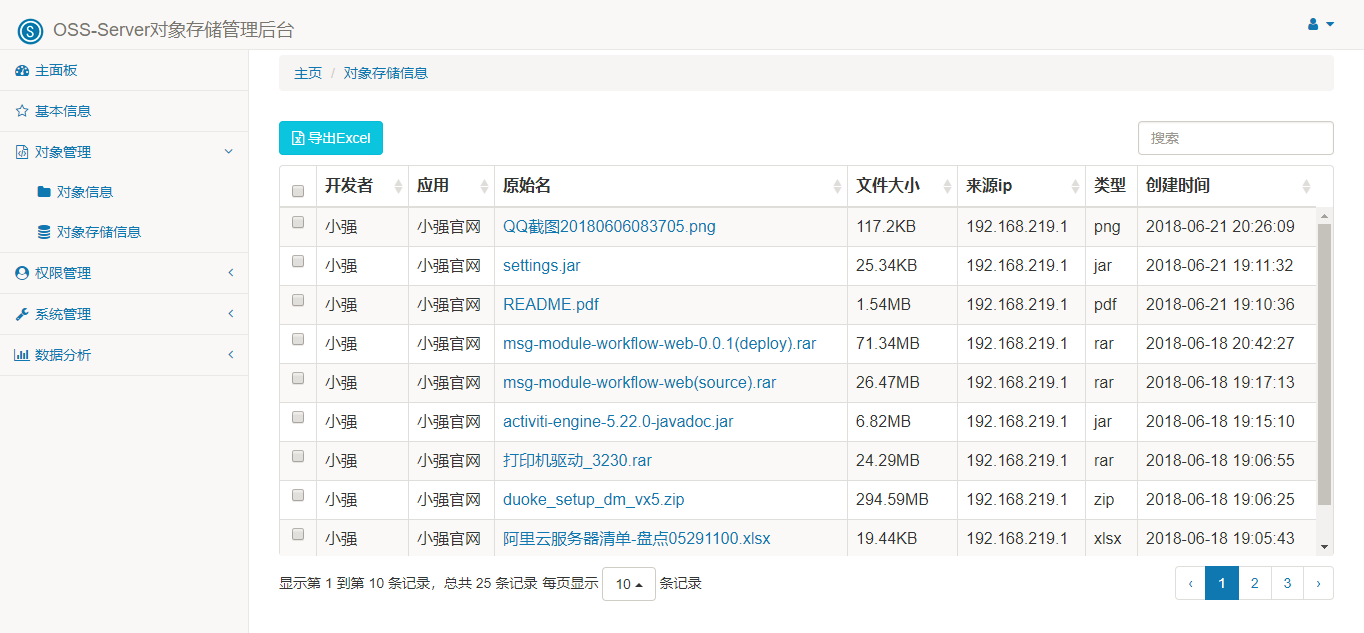 OSS-Server对象存储管理后台
主面板
基本信息
对象管理
对象信息
对象存储信息
权限管理
系统管理
数据分析
主页 / 对象存储信息
导出Excel
搜索
开发者 应用 原始名 文件大小 来源ip 类型 创建时间
小强 小强官网 QQ截图20180606083705.png 117.2KB 192.168.219.1 png 2018-06-21 20:26:09
小强 小强官网 settings.jar 25.34KB 192.168.219.1 jar 2018-06-21 19:11:32
小强 小强官网 README.pdf 1.54MB 192.168.219.1 pdf 2018-06-21 19:10:36
小强 小强官网 msg-module-workflow-web-0.0.1(deploy).rar 71.34MB 192.168.219.1 rar 2018-06-18 20:42:27
小强 小强官网 msg-module-workflow-web(source).rar 26.47MB 192.168.219.1 rar 2018-06-18 19:17:13
小强 小强官网 activiti-engine-5.22.0-javadoc.jar 6.82MB 192.168.219.1 jar 2018-06-18 19:15:10
小强 小强官网 打印机驱动_3230.rar 24.29MB 192.168.219.1 rar 2018-06-18 19:06:55
小强 小强官网 duoke_setup_dm_vx5.zip 294.59MB 192.168.219.1 zip 2018-06-18 19:06:25
小强 小强官网 阿里云服务器清单-盘点05291100.xlsx 19.44KB 192.168.219.1 xlsx 2018-06-18 19:05:43
显示第 1 到第 10 条记录，总共 25 条记录 每页显示 10 条记录
‹ 1 2 3 ›